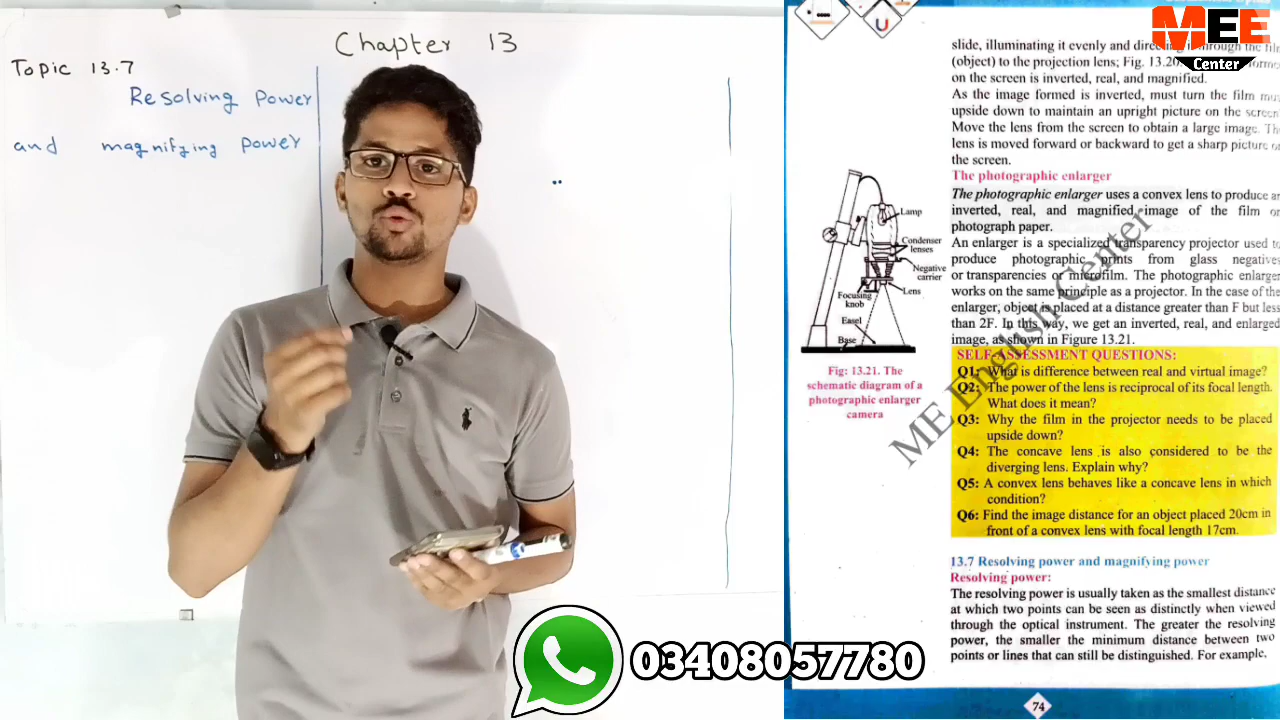 Chapter 13
Topic 13.7
Resolving Power
and magnifying power
MEE
Center
slide, illuminating it evenly and through the
(object) to the projection lens; Fig. 13.20.
on the screen is inverted, real, and magnified.
As the image formed is inverted, must turn the film
upside down to maintain an upright picture on the screen
Move the lens from the screen to obtain a large image.
lens is moved forward or backward to get a sharp picture
the screen.
The photographic enlarger
The photographic enlarger uses a convex lens to produce
inverted, real, and magnified image of the film
photograph paper.
An enlarger is a specialized transparency projector used
produce photographic prints from glass negatives
or transparencies or microfilm. The photographic enlarger
works on the same principle as a projector. In the case of the
enlarger, object is placed at a distance greater than F but less
than 2F. In this way, we get an inverted, real, and enlarged
image, as shown in Figure 13.21.
Lamp
Condenser
lenses
Negative
carrier
Lens
Focusing
knob
Easel
Base
Fig: 13.21. The
schematic diagram of a
photographic enlarger
camera
SELF-ASSESSMENT QUESTIONS:
Q1: What is difference between real and virtual image?
Q2: The power of the lens is reciprocal of its focal length.
What does it mean?
Q3: Why the film in the projector needs to be placed
upside down?
Q4: The concave lens is also considered to be the
diverging lens. Explain why?
Q5: A convex lens behaves like a concave lens in which
condition?
Q6: Find the image distance for an object placed 20cm in
front of a convex lens with focal length 17cm.
13.7 Resolving power and magnifying power
Resolving power:
The resolving power is usually taken as the smallest distance
at which two points can be seen as distinctly when viewed
through the optical instrument. The greater the resolving
power, the smaller the minimum distance between two
points or lines that can still be distinguished. For example,
74
ME English Center
03408057780